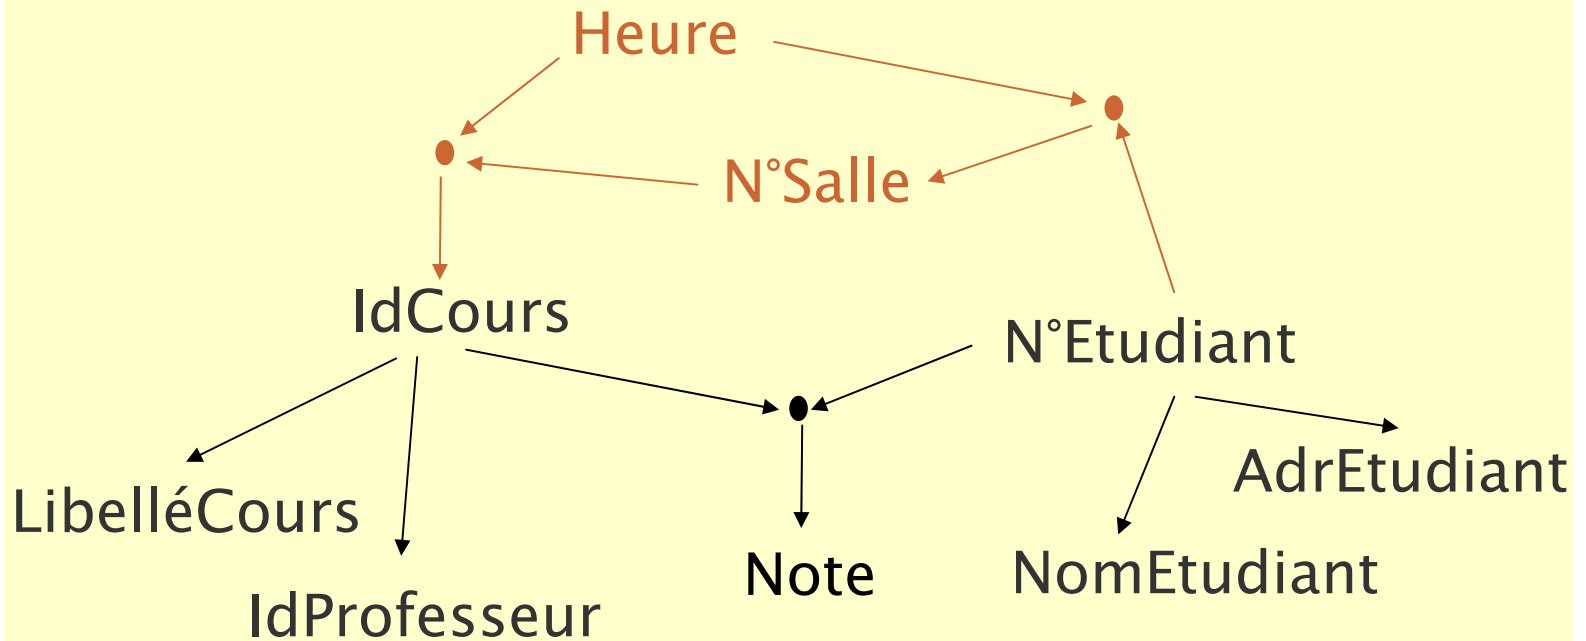 Heure
N°Salle
IdCours
N°Etudiant
AdrEtudiant
LibelléCours
NomEtudiant
Note
IdProfesseur